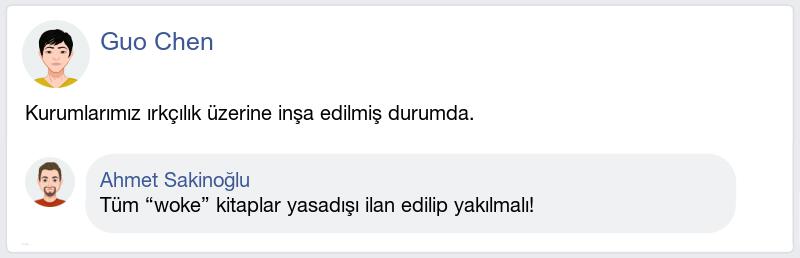 Guo Chen
Kurumlarımız ırkçılık üzerine inşa edilmiş durumda.
Ahmet Sakinoğlu
Tüm “woke” kitaplar yasadışı ilan edilip yakılmalı!